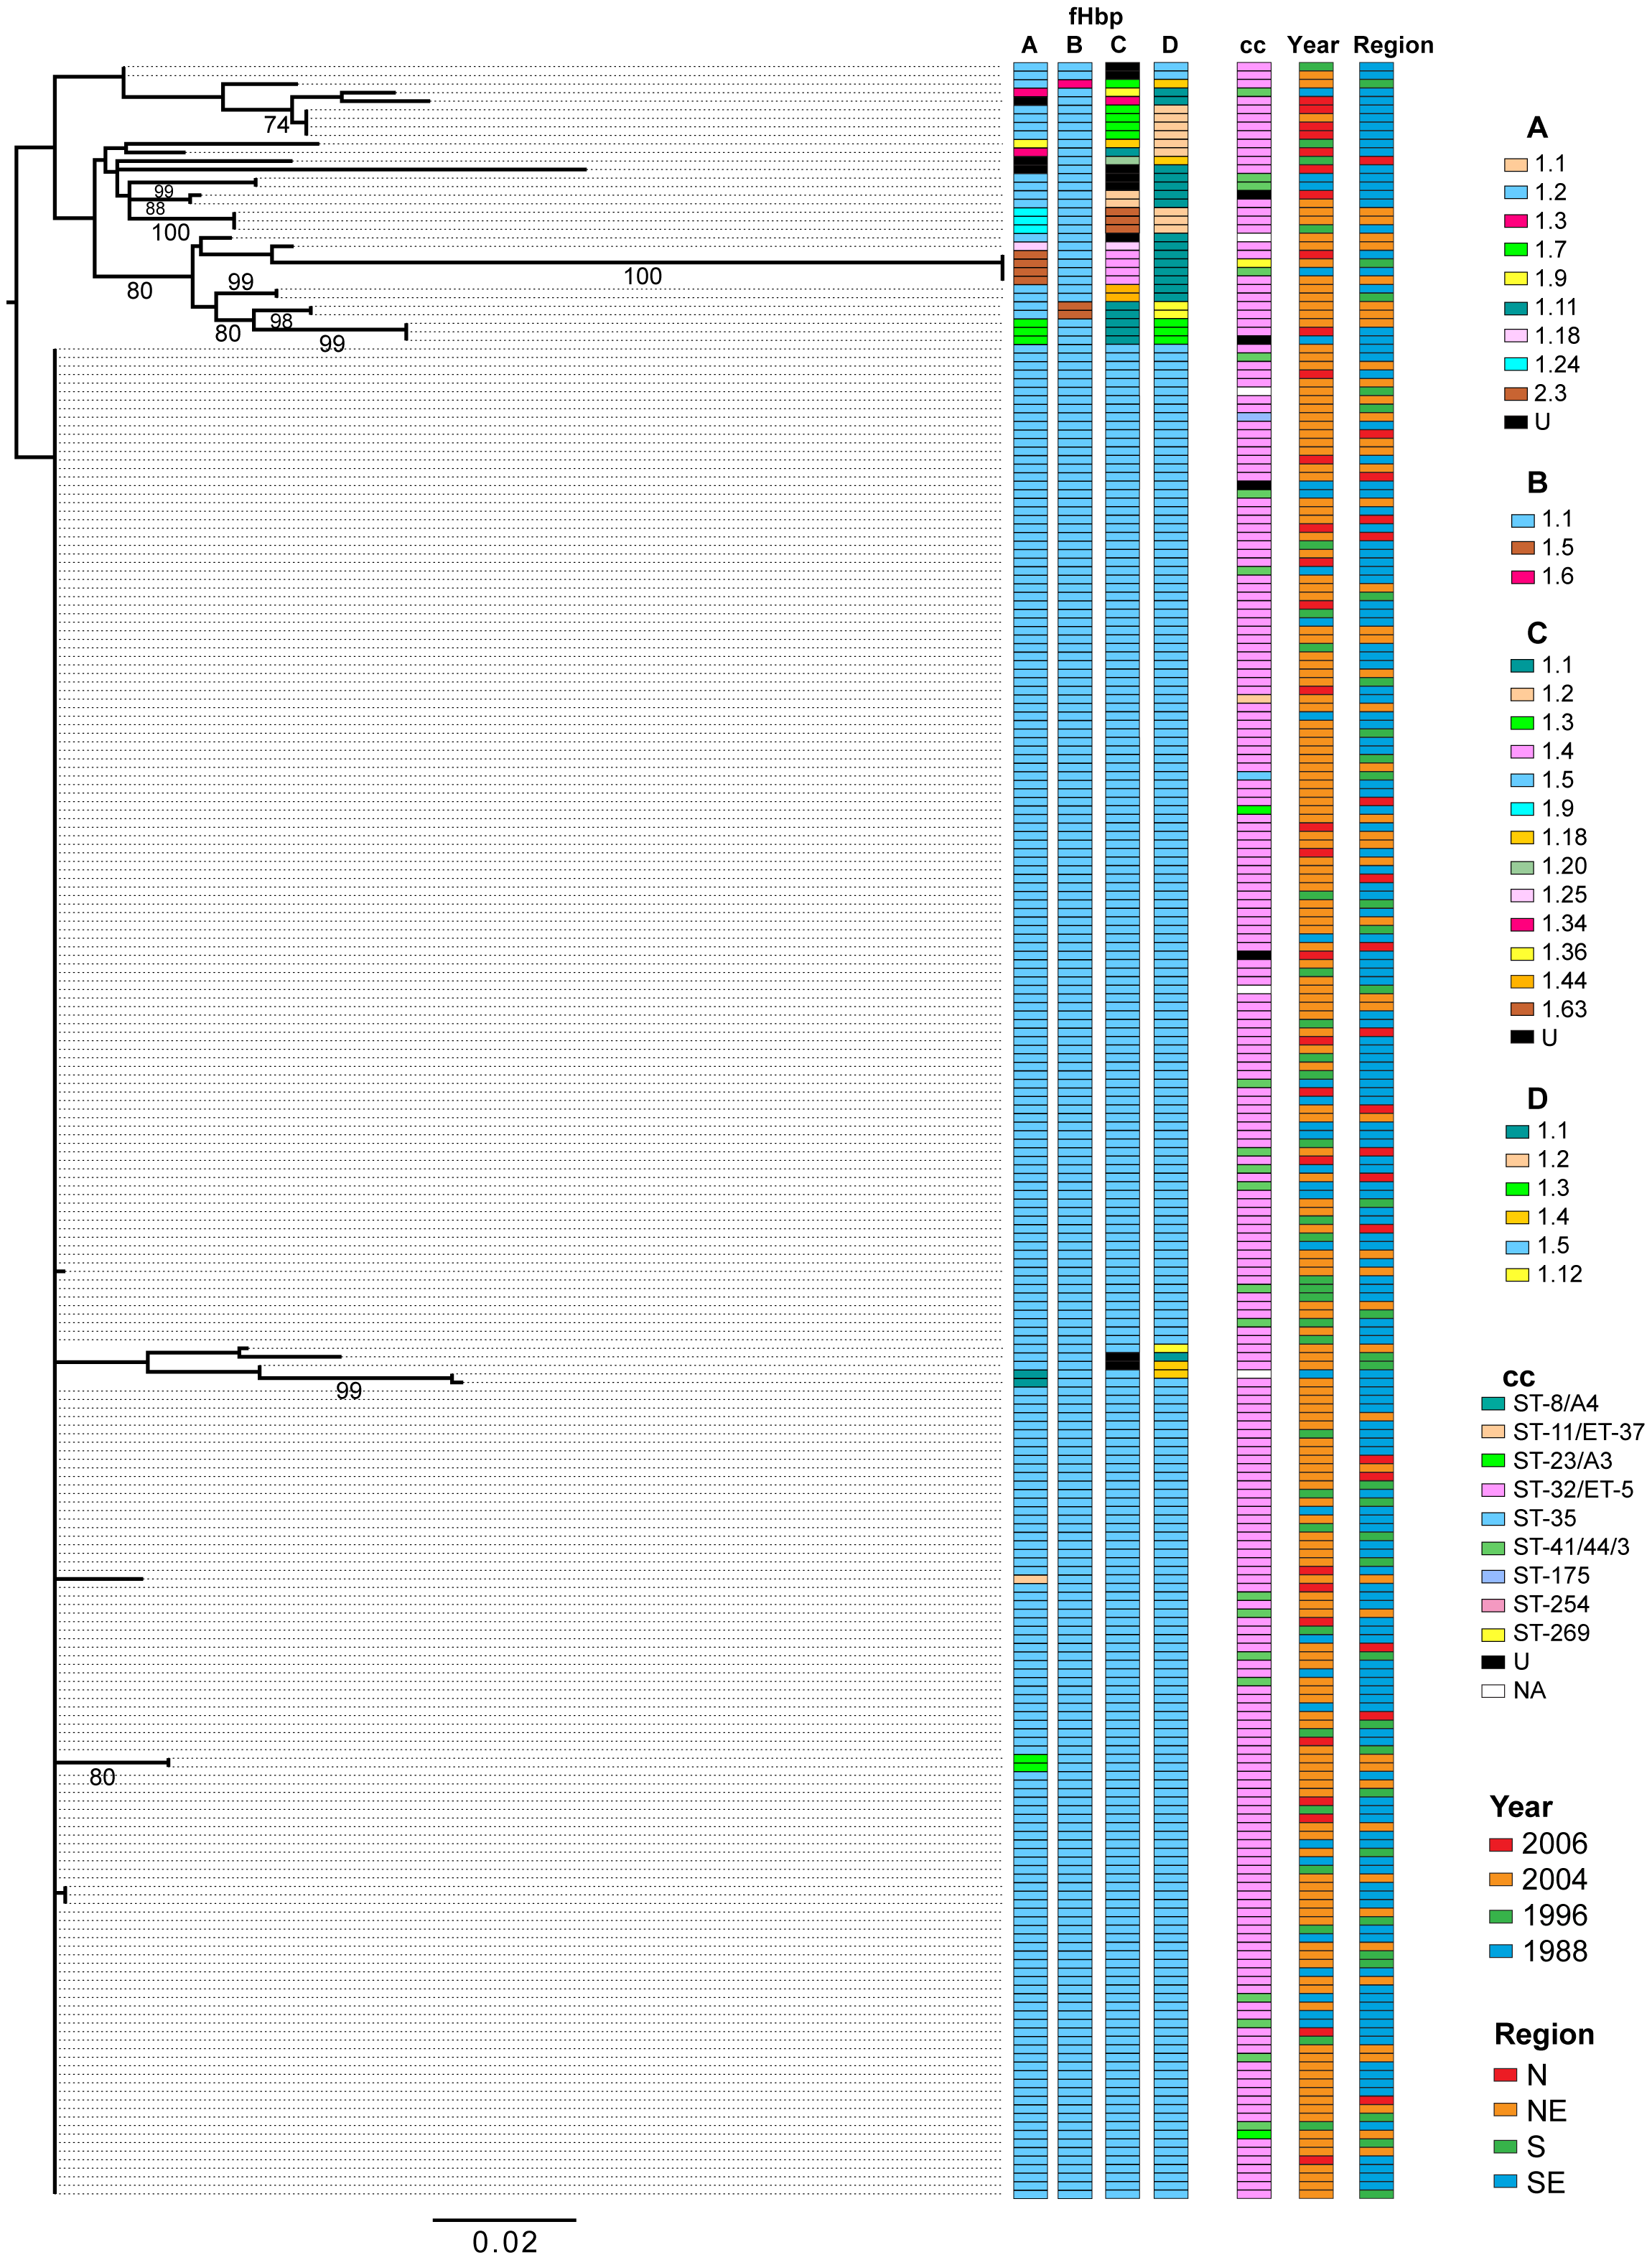 fHbp
A B C D cc Year Region
74
99
88
100
80
99
100
98
80
99
99
80
0.02
A
1.1
1.2
1.3
1.7
1.9
1.11
1.18
1.24
2.3
U
B
1.1
1.5
1.6
C
1.1
1.2
1.3
1.4
1.5
1.9
1.18
1.20
1.25
1.34
1.36
1.44
1.63
U
D
1.1
1.2
1.3
1.4
1.5
1.12
cc
ST-8/A4
ST-11/ET-37
ST-23/A3
ST-32/ET-5
ST-35
ST-41/44/3
ST-175
ST-254
ST-269
U
NA
Year
2006
2004
1996
1988
Region
N
NE
S
SE